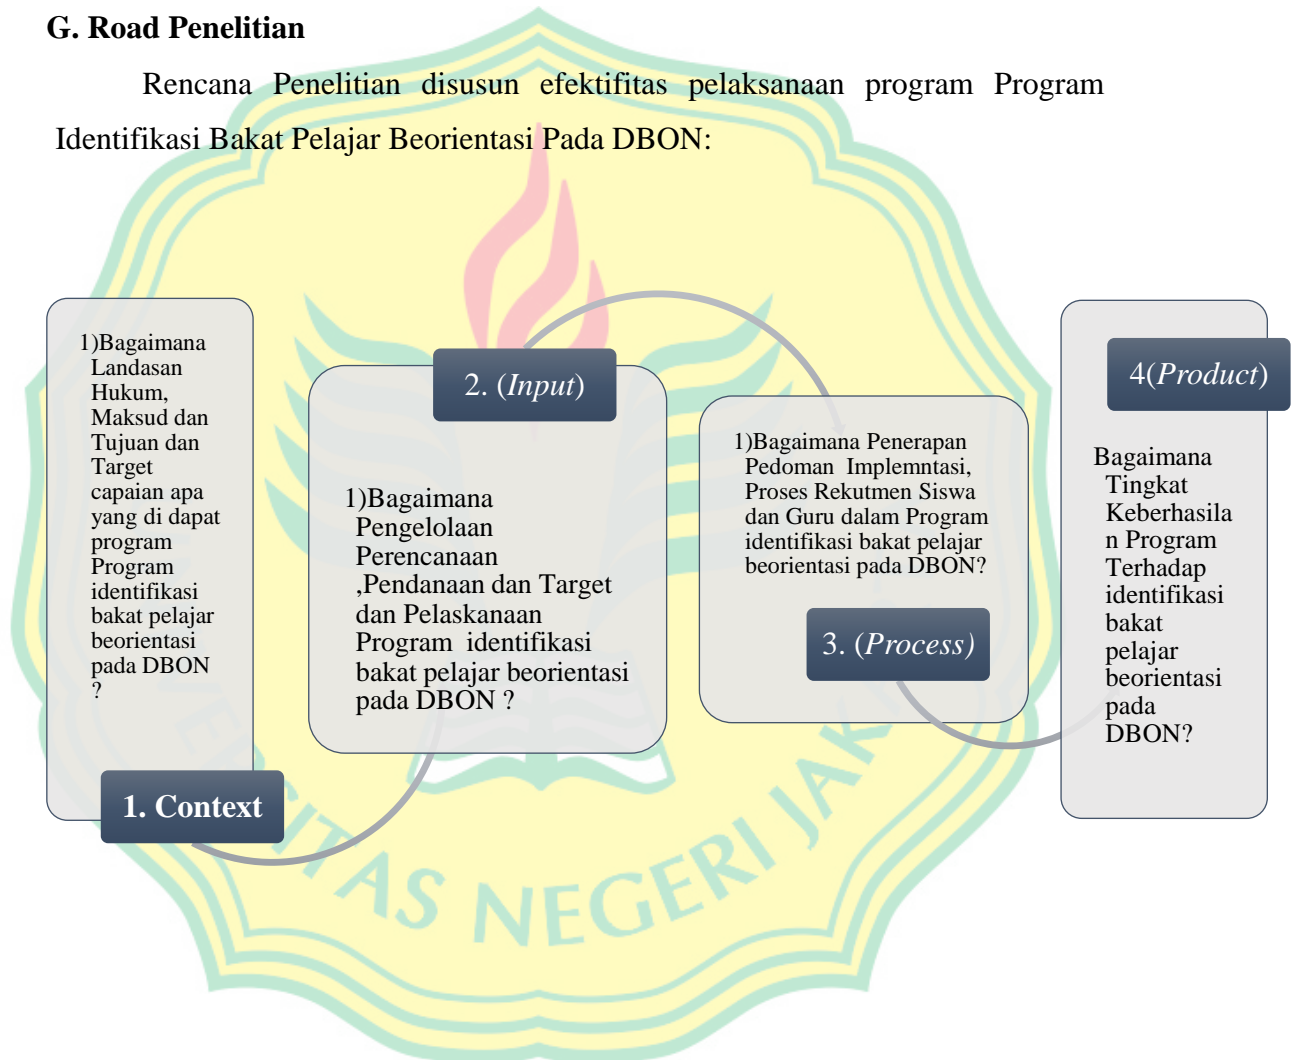 G. Road Penelitian
Rencana Penelitian disusun efektifitas pelaksanaan program Program
Identifikasi Bakat Pelajar Beorientasi Pada DBON:
1)Bagaimana
Landasan
Hukum,
Maksud dan
Tujuan dan
Target
capaian apa
yang di dapat
program
Program
identifikasi
bakat pelajar
beorientasi
pada DBON
?
1. Context
2. (Input)
1)Bagaimana
Pengelolaan
Perencanaan
,Pendanaan dan Target
dan Pelaskanaan
Program identifikasi
bakat pelajar beorientasi
pada DBON ?
1)Bagaimana Penerapan
Pedoman Implemntasi,
Proses Rekutmen Siswa
dan Guru dalam Program
identifikasi bakat pelajar
beorientasi pada DBON?
3. (Process)
4(Product)
Bagaimana
Tingkat
Keberhasila
n Program
Terhadap
identifikasi
bakat
pelajar
beorientasi
pada
DBON?